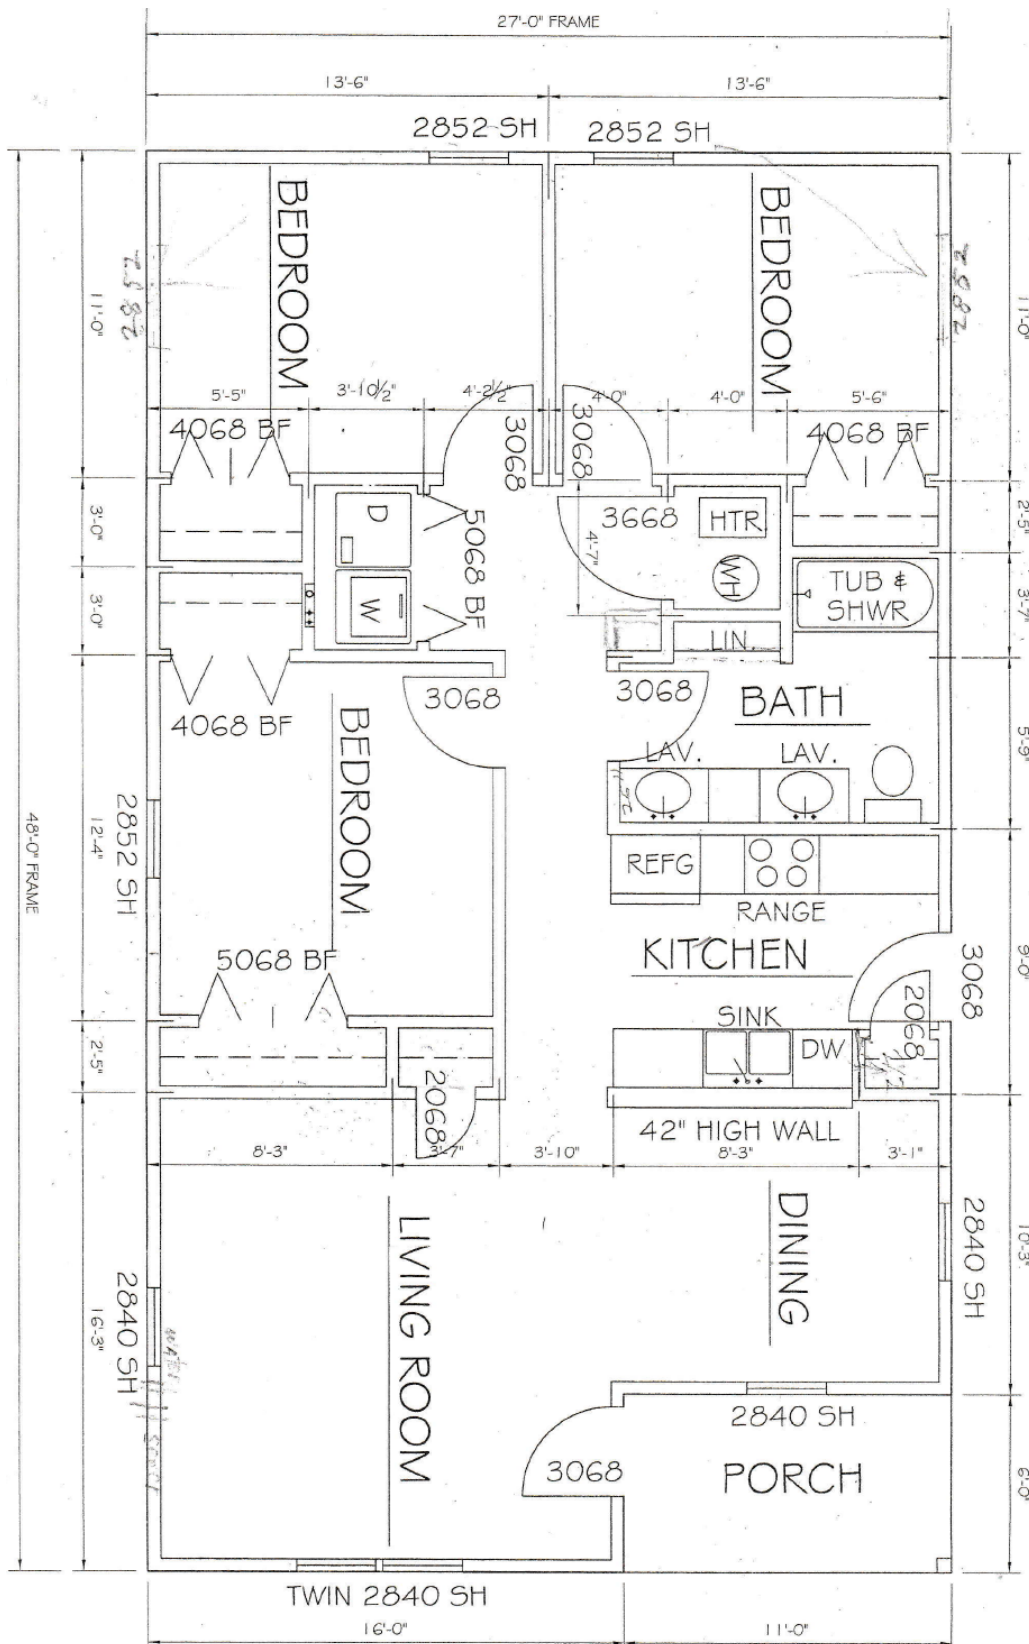 27'-0" FRAME
13'-6"
13'-6"
2852 SH
2852 SH
BEDROOM
BEDROOM
2852
2852
11'-0"
11'-0"
5'-5"
3'-10½"
4'-2½"
4'-0"
4'-0"
5'-6"
4068 BF
3068
3068
4068 BF
3'-0"
D
5068 BF
3668
4'-7"
HTR
2'-5"
3'-0"
W
WH
TUB &
SHWR
3'-7"
LIN.
4068 BF
3068
3068
BATH
5'-9"
BEDROOM
LAV.
LAV.
2852 SH
12'-4"
48'-0" FRAME
REFG
RANGE
KITCHEN
9'-0"
3068
5068 BF
SINK
DW
2068
2'-5"
2068
42" HIGH WALL
8'-3"
3'-7"
3'-10"
8'-3"
3'-1"
LIVING ROOM
DINING
2840 SH
10'-3"
2840 SH
16'-3"
2840 SH
3068
PORCH
6'-0"
TWIN 2840 SH
16'-0"
11'-0"